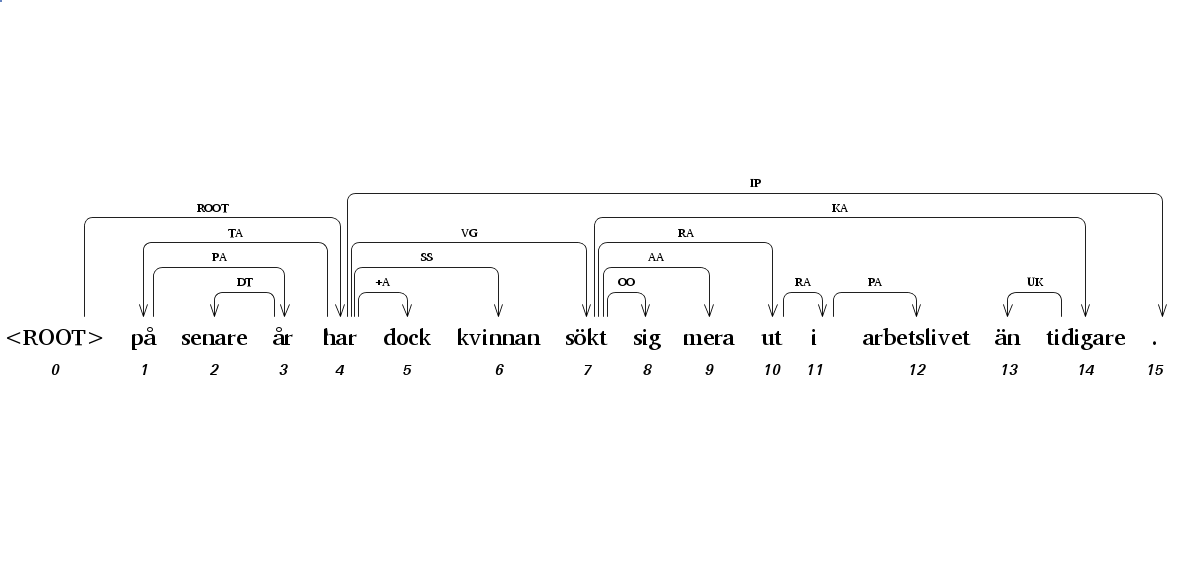 IP
ROOT KA
TA VG RA
PA SS AA
DT +A OO RA PA UK
<ROOT> på senare år har dock kvinnan sökt sig mera ut i arbetslivet än tidigare .
0 1 2 3 4 5 6 7 8 9 10 11 12 13 14 15